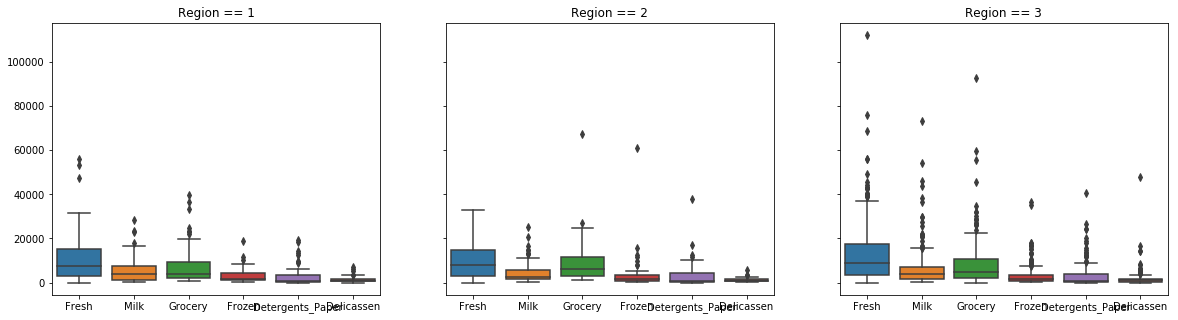 Region == 1
Region == 2
Region == 3
100000
80000
60000
40000
20000
0
Fresh Milk Grocery Frozen Detergents_Paper Delicassen
Fresh Milk Grocery Frozen Detergents_Paper Delicassen
Fresh Milk Grocery Frozen Detergents_Paper Delicassen